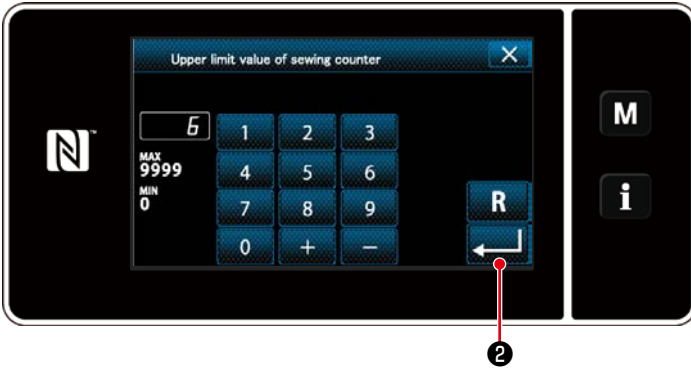 Upper limit value of sewing counter
6
1 2 3
MAX
9999
4 5 6
MIN
0
7 8 9
R
0 + −
M
i
N™
2